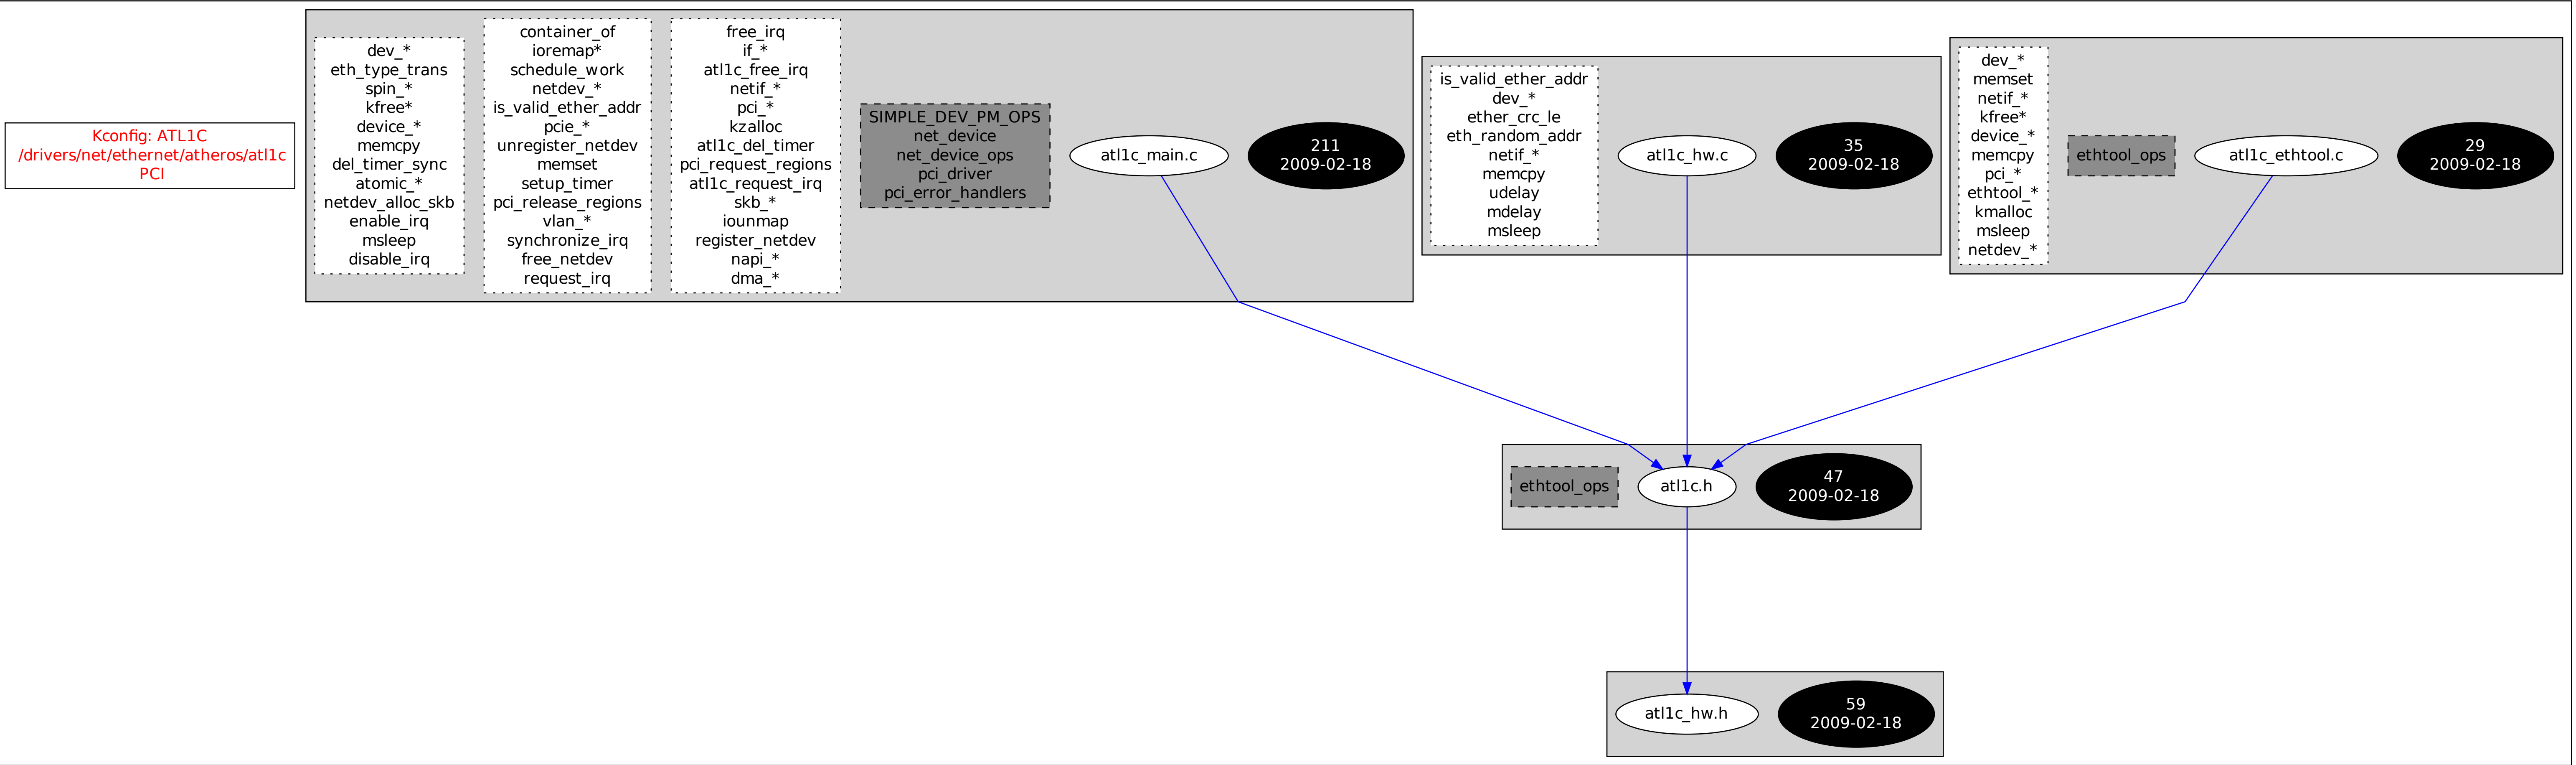 Kconfig: ATL1C
/drivers/net/ethernet/atheros/atl1c
PCI
dev_*
eth_type_trans
spin_*
kfree*
device_*
memcpy
del_timer_sync
atomic_*
netdev_alloc_skb
enable_irq
msleep
disable_irq
container_of
ioremap*
schedule_work
netdev_*
is_valid_ether_addr
pcie_*
unregister_netdev
memset
setup_timer
pci_release_regions
vlan_*
synchronize_irq
free_netdev
request_irq
free_irq
if_*
atl1c_free_irq
netif_*
pci_*
kzalloc
atl1c_del_timer
pci_request_regions
atl1c_request_irq
skb_*
iounmap
register_netdev
napi_*
dma_*
SIMPLE_DEV_PM_OPS
net_device
net_device_ops
pci_driver
pci_error_handlers
atl1c_main.c
211
2009-02-18
is_valid_ether_addr
dev_*
ether_crc_le
eth_random_addr
netif_*
memcpy
udelay
mdelay
msleep
atl1c_hw.c
35
2009-02-18
dev_*
memset
netif_*
kfree*
device_*
memcpy
pci_*
ethtool_*
kmalloc
msleep
netdev_*
ethtool_ops
atl1c_ethtool.c
29
2009-02-18
ethtool_ops
atl1c.h
47
2009-02-18
atl1c_hw.h
59
2009-02-18